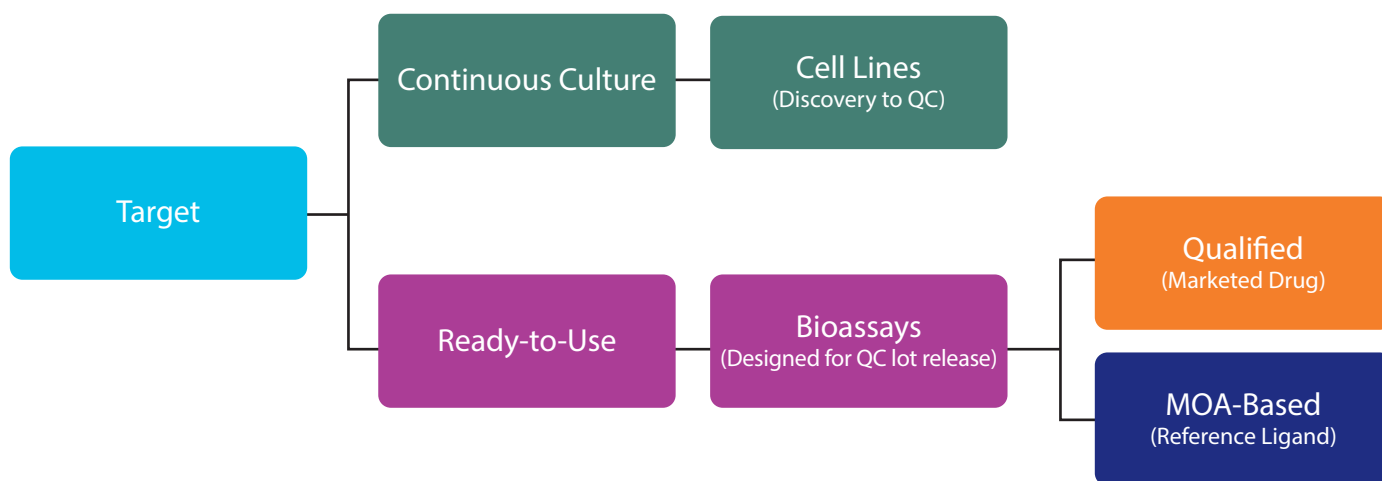 Continuous Culture
Cell Lines
(Discovery to QC)
Target
Ready-to-Use
Bioassays
(Designed for QC lot release)
Qualified
(Marketed Drug)
MOA-Based
(Reference Ligand)